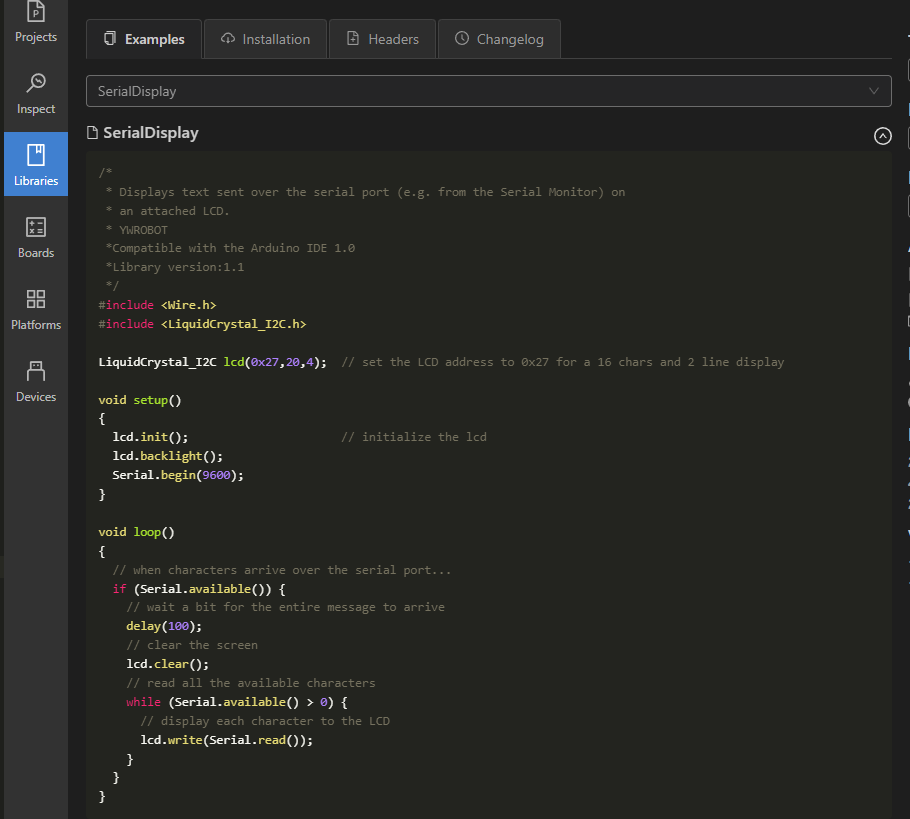 Projects
Inspect
Libraries
Boards
Platforms
Devices
Examples
Installation
Headers
Changelog
SerialDisplay
SerialDisplay
/*
 * Displays text sent over the serial port (e.g. from the Serial Monitor) on
 * an attached LCD.
 * YWROBOT
 *Compatible with the Arduino IDE 1.0
 *Library version:1.1
 */
#include <Wire.h>
#include <LiquidCrystal_I2C.h>

LiquidCrystal_I2C lcd(0x27,20,4);  // set the LCD address to 0x27 for a 16 chars and 2 line display

void setup()
{
  lcd.init();                      // initialize the lcd
  lcd.backlight();
  Serial.begin(9600);
}

void loop()
{
  // when characters arrive over the serial port...
  if (Serial.available()) {
    // wait a bit for the entire message to arrive
    delay(100);
    // clear the screen
    lcd.clear();
    // read all the available characters
    while (Serial.available() > 0) {
      // display each character to the LCD
      lcd.write(Serial.read());
    }
  }
}